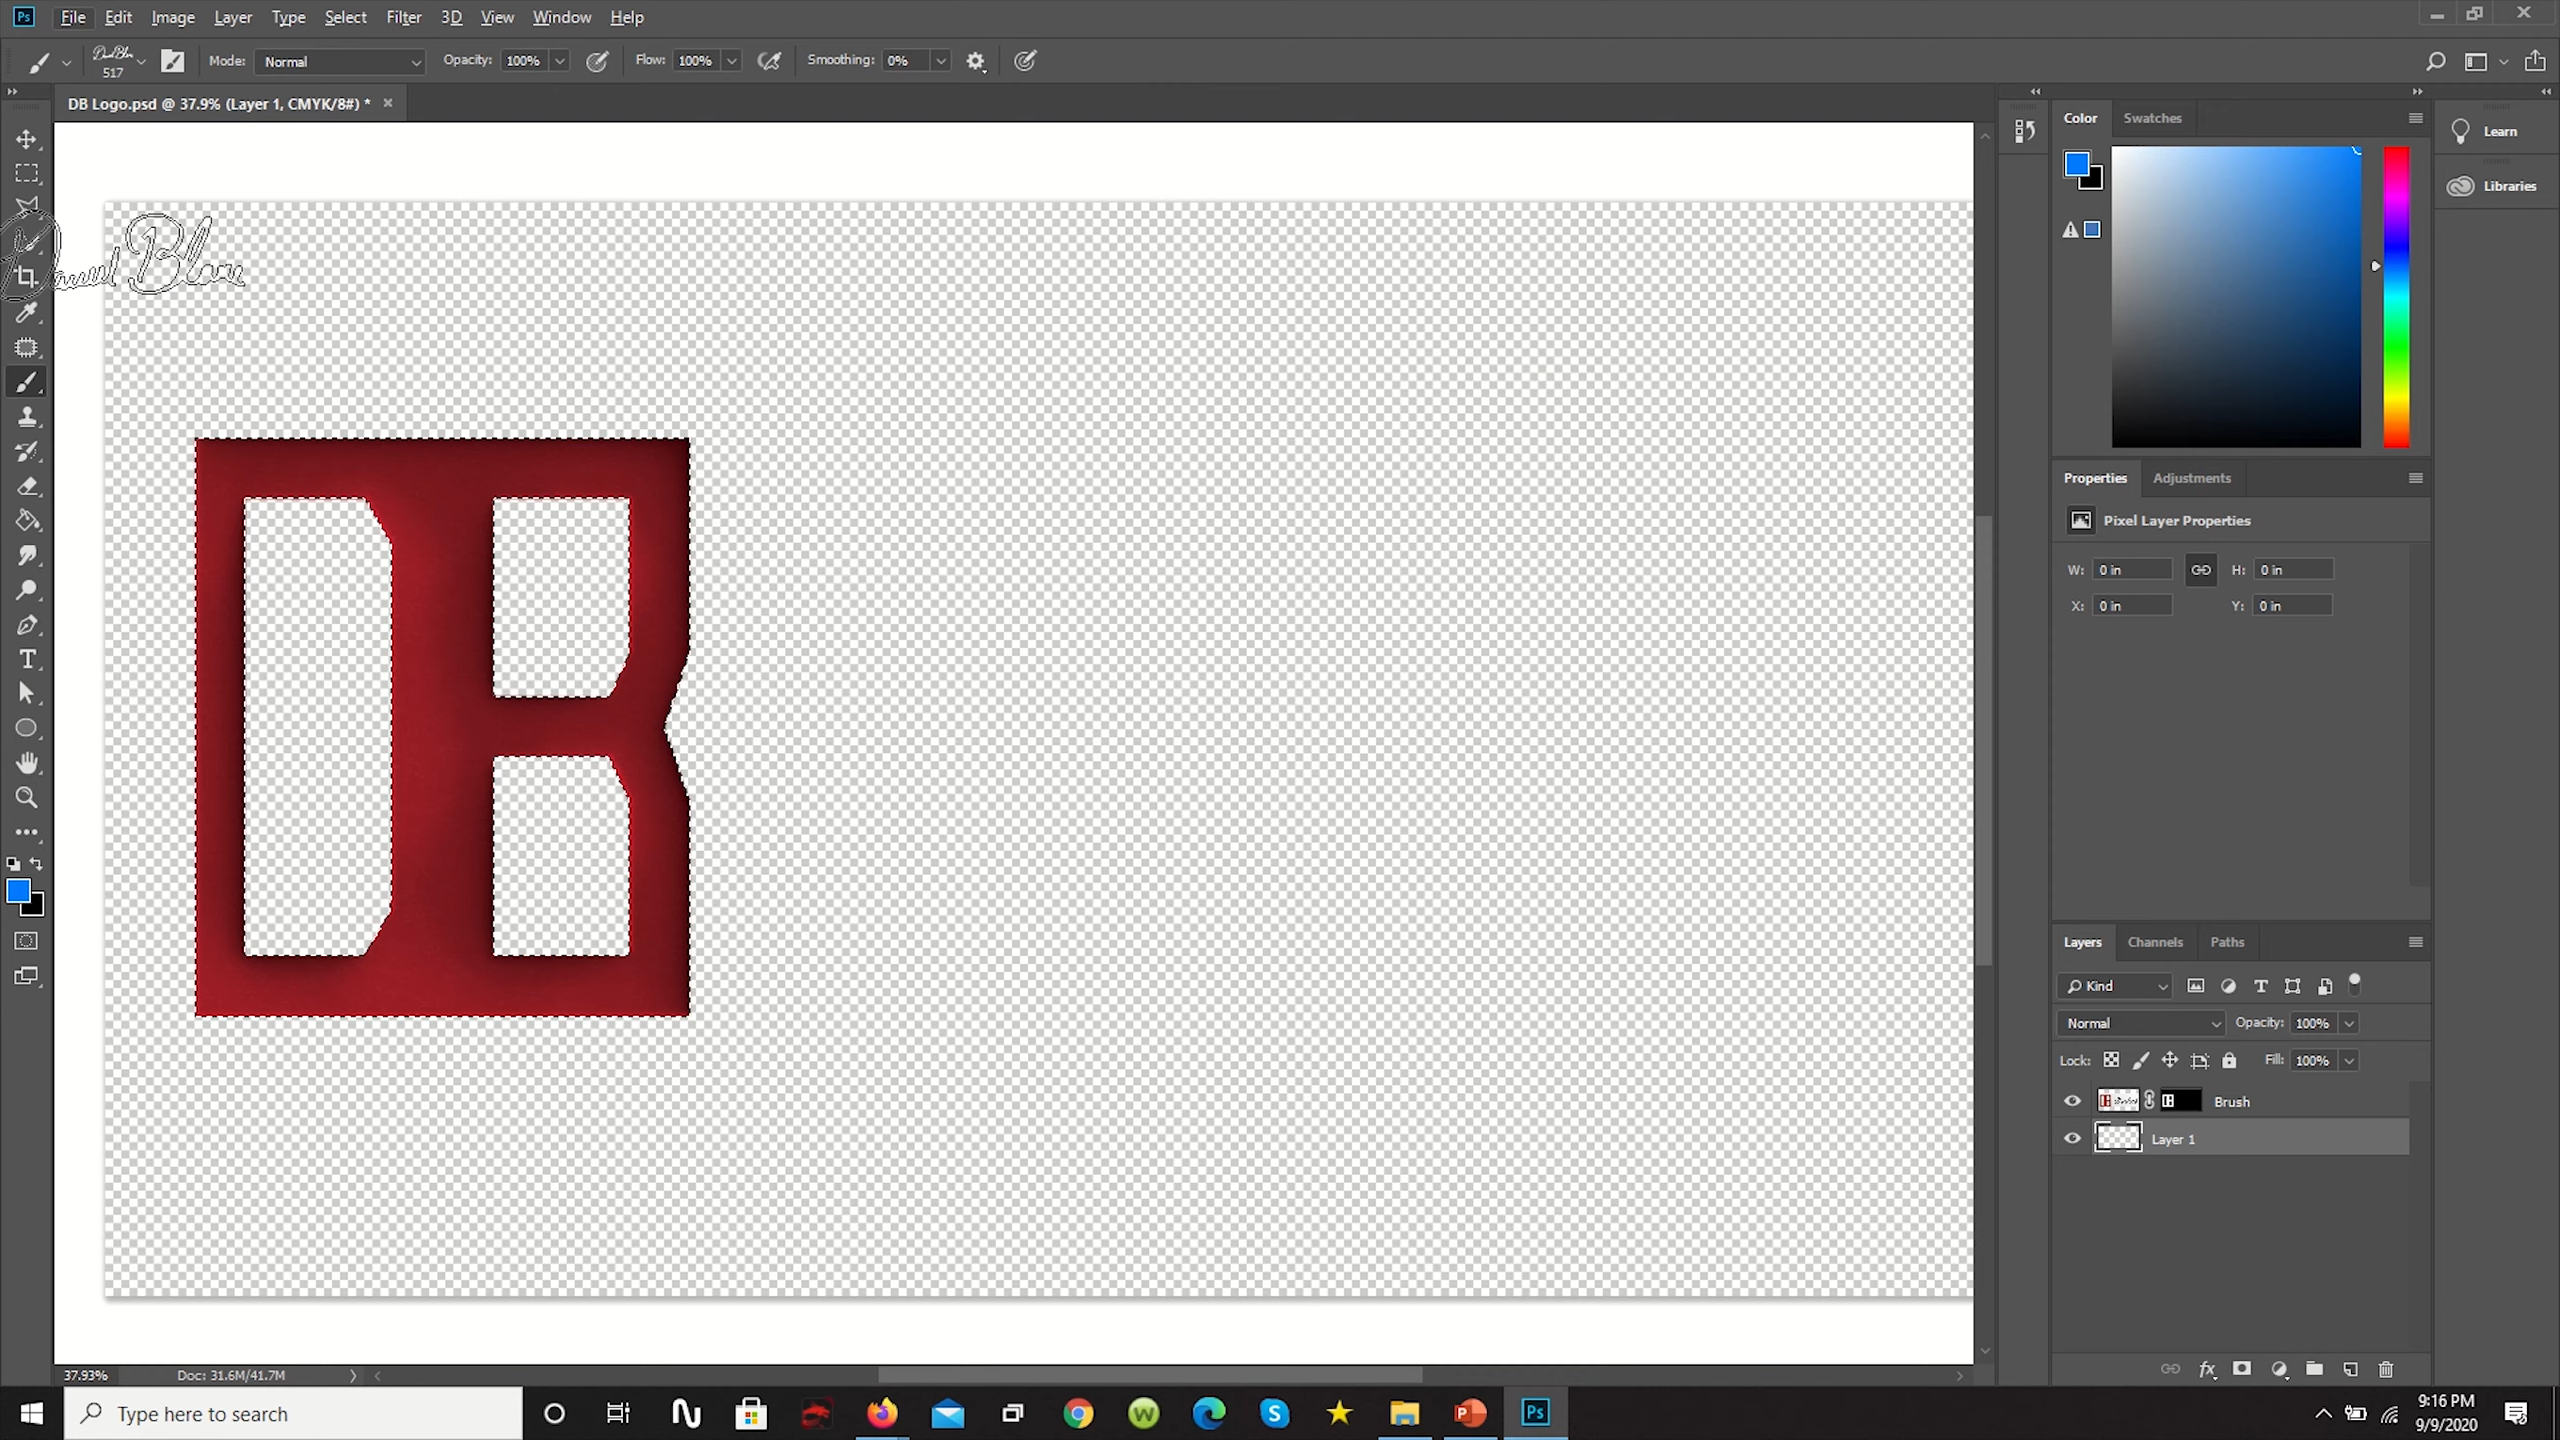 Ps File Edit Image Layer Type Select Filter 3D View Window Help
517 Mode: Normal Opacity: 100% Flow: 100% Smoothing: 0%
DB Logo.psd @ 37.9% (Layer 1, CMYK/8#) *
Color Swatches
Learn
Libraries
DB
Properties Adjustments
Pixel Layer Properties
W: 0 in H: 0 in
X: 0 in Y: 0 in
Layers Channels Paths
Kind
Normal Opacity: 100%
Lock: Fill: 100%
Brush
Layer 1
37.93% Doc: 31.6M/41.7M
Type here to search
Ps
9:16 PM
9/9/2020